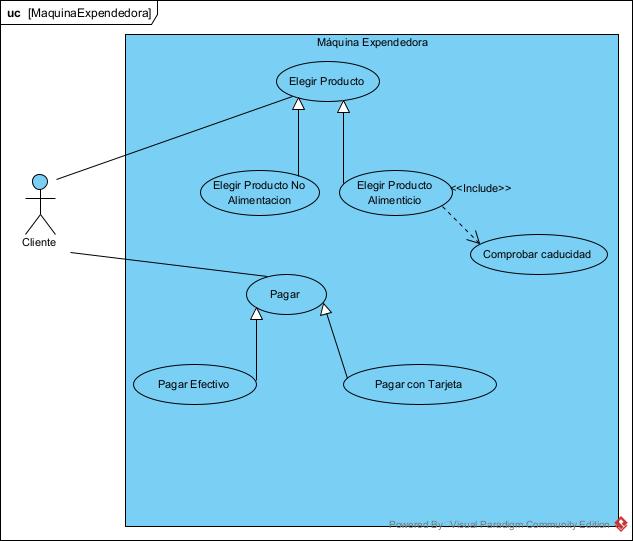 uc [MaquinaExpendedora]
Máquina Expendedora
Elegir Producto
Elegir Producto No
Alimentacion
Elegir Producto
Alimenticio
<<Include>>
Cliente
Comprobar caducidad
Pagar
Pagar Efectivo
Pagar con Tarjeta
Powered By Visual Paradigm Community Edition